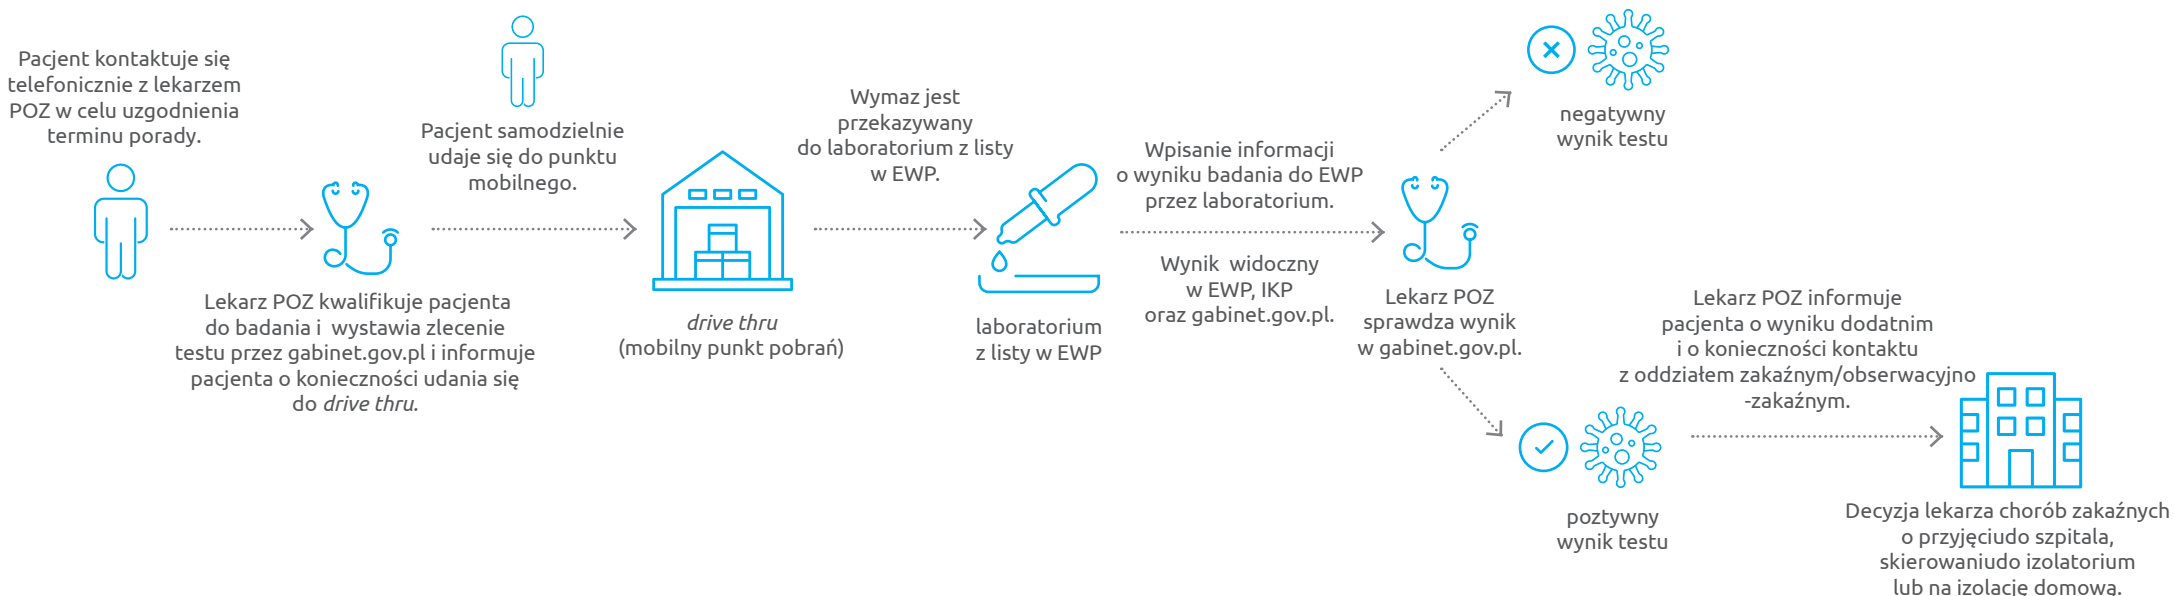 Pacjent kontaktuje się
telefonicznie z lekarzem
POZ w celu uzgodnienia
terminu porady.
Lekarz POZ kwalifikuje pacjenta
do badania i wystawia zlecenie
testu przez gabinet.gov.pl i informuje
pacjenta o konieczności udania się
do drive thru.
Pacjent samodzielnie
udaje się do punktu
mobilnego.
drive thru
(mobilny punkt pobrań)
Wymaz jest
przekazywany
do laboratorium z listy
w EWP.
laboratorium
z listy w EWP
Wpisanie informacji
o wyniku badania do EWP
przez laboratorium.
Wynik widoczny
w EWP, IKP
oraz gabinet.gov.pl.
Lekarz POZ
sprawdza wynik
w gabinet.gov.pl.
negatywny
wynik testu
poztywny
wynik testu
Lekarz POZ informuje
pacjenta o wyniku dodatnim
i o konieczności kontaktu
z oddziałem zakaźnym/obserwacyjno
-zakaźnym.
Decyzja lekarza chorób zakaźnych
o przyjęciudo szpitala,
skierowaniudo izolatorium
lub na izolację domową.